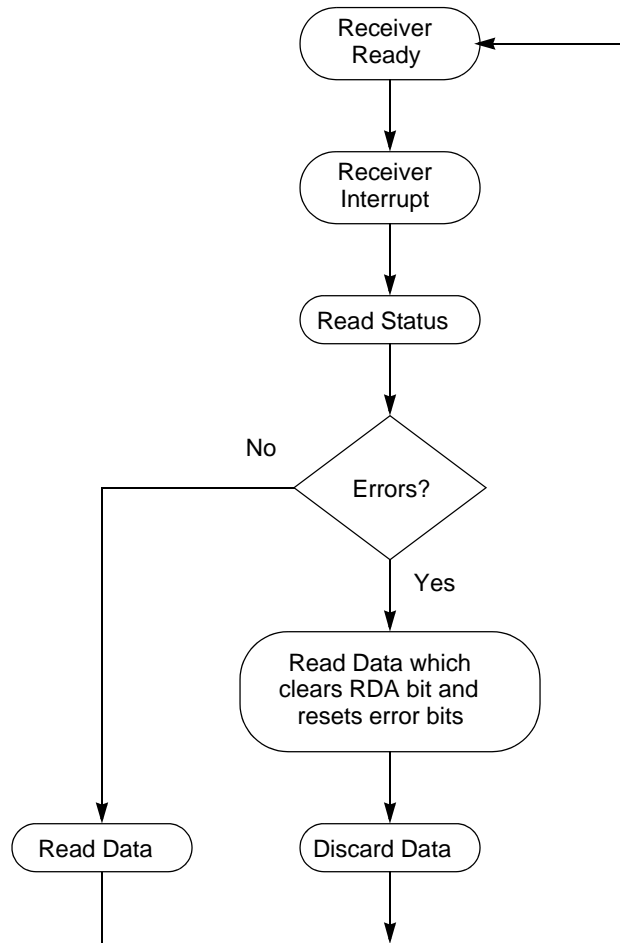 Receiver
Ready
Receiver
Interrupt
Read Status
No
Errors?
Yes
Read Data which
clears RDA bit and
resets error bits
Read Data
Discard Data